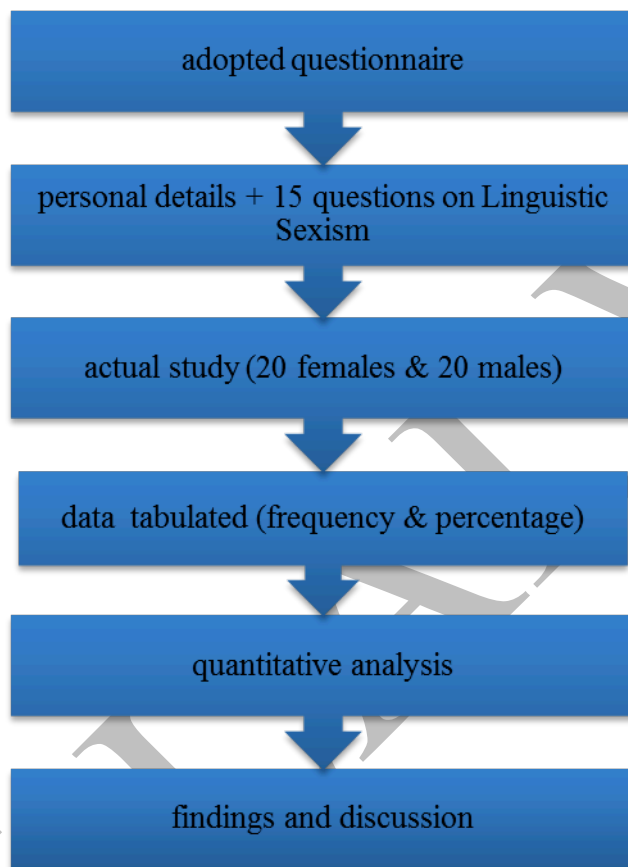 adopted questionnaire
personal details + 15 questions on Linguistic
Sexism
actual study (20 females & 20 males)
data tabulated (frequency & percentage)
quantitative analysis
findings and discussion